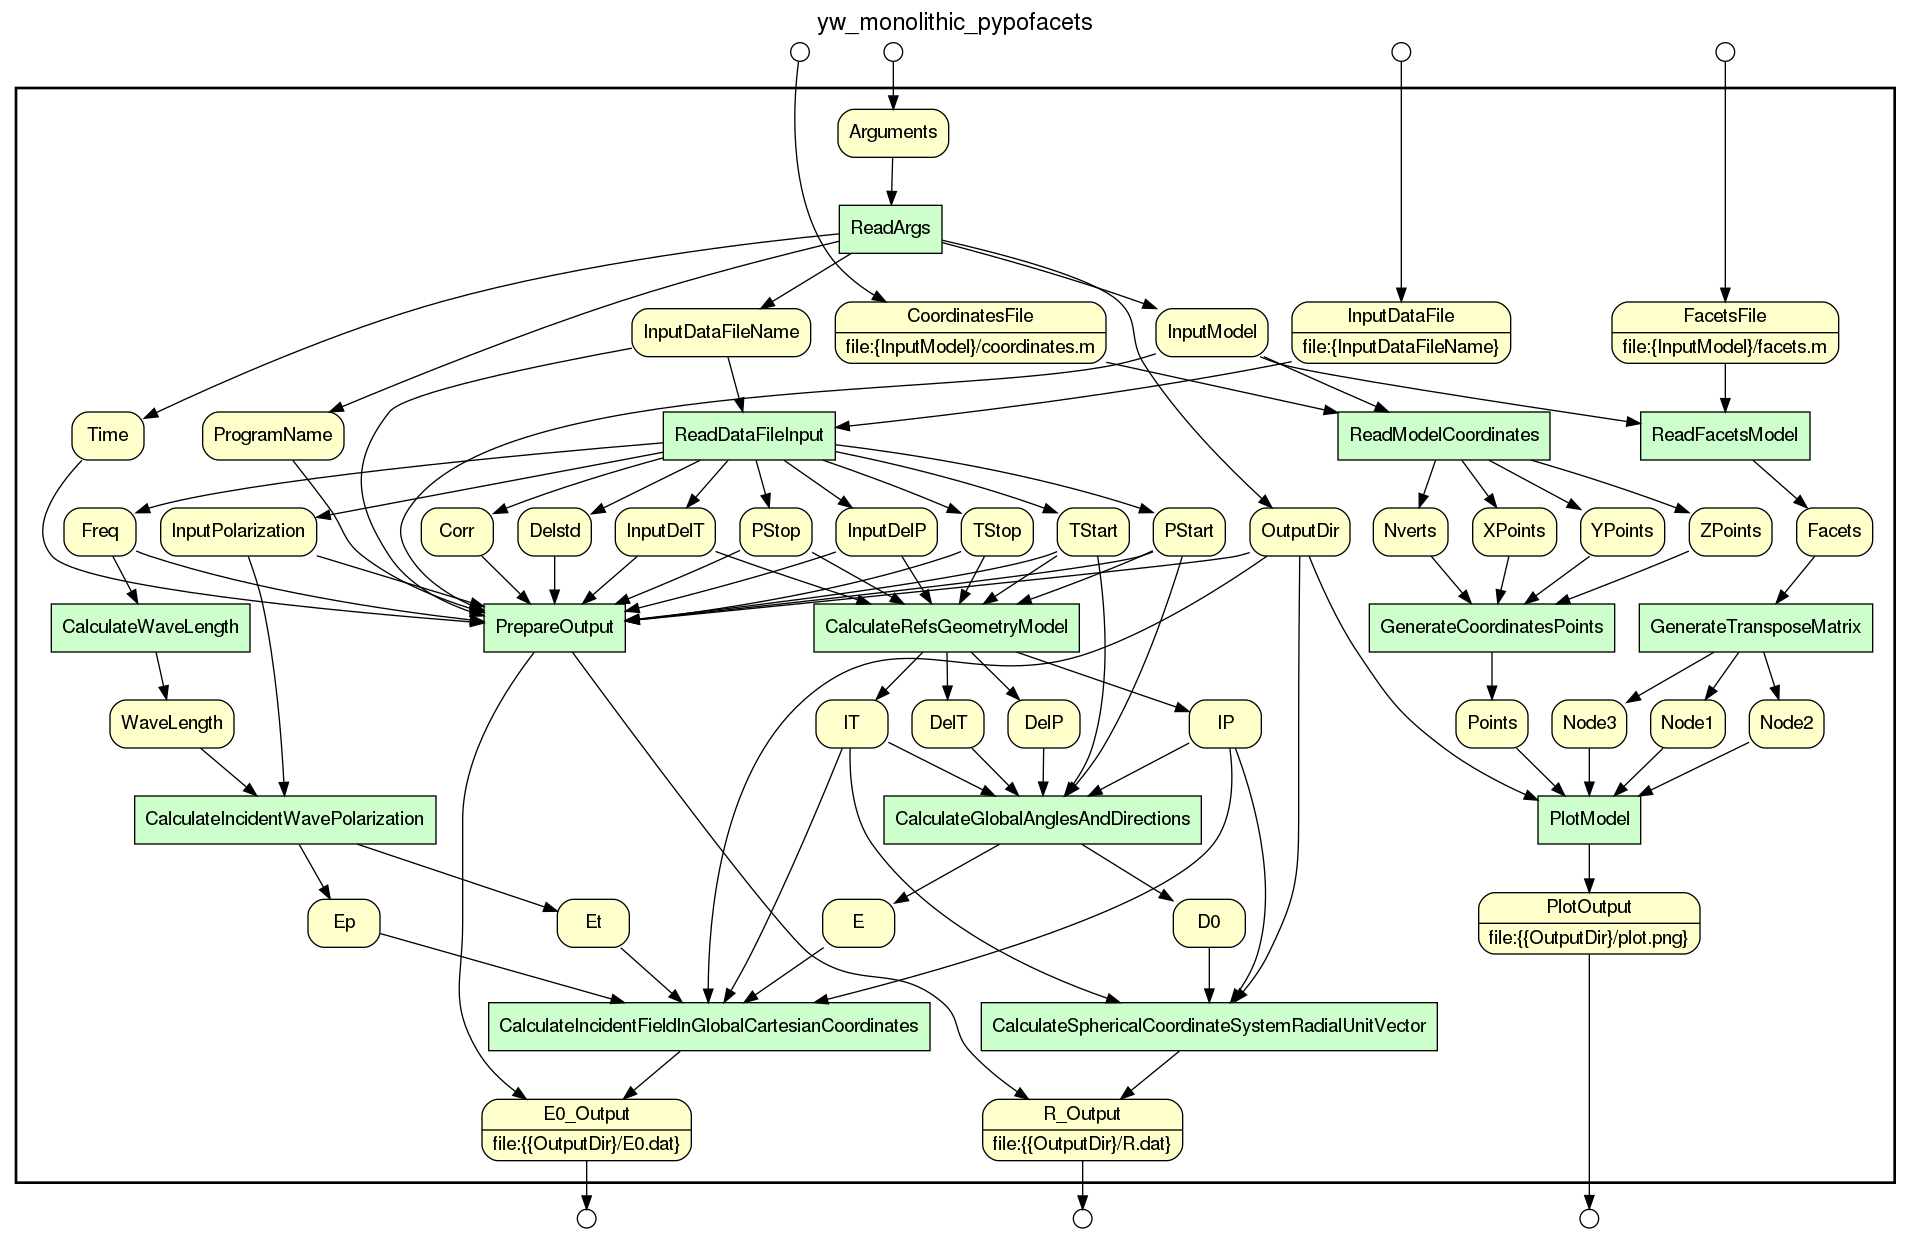 yw_monolithic_pypofacets
Arguments
ReadArgs
InputDataFileName
CoordinatesFile
file:{InputModel}/coordinates.m
InputModel
InputDataFile
file:{InputDataFileName}
FacetsFile
file:{InputModel}/facets.m
Time
ProgramName
ReadDataFileInput
ReadModelCoordinates
ReadFacetsModel
Freq
InputPolarization
Corr
Delstd
InputDelT
PStop
InputDelP
TStop
TStart
PStart
OutputDir
Nverts
XPoints
YPoints
ZPoints
Facets
CalculateWaveLength
PrepareOutput
CalculateRefsGeometryModel
GenerateCoordinatesPoints
GenerateTransposeMatrix
WaveLength
IT
DelT
DelP
IP
Points
Node3
Node1
Node2
CalculateIncidentWavePolarization
CalculateGlobalAnglesAndDirections
PlotModel
Ep
Et
E
D0
PlotOutput
file:{{OutputDir}/plot.png}
CalculateIncidentFieldInGlobalCartesianCoordinates
CalculateSphericalCoordinateSystemRadialUnitVector
E0_Output
file:{{OutputDir}/E0.dat}
R_Output
file:{{OutputDir}/R.dat}